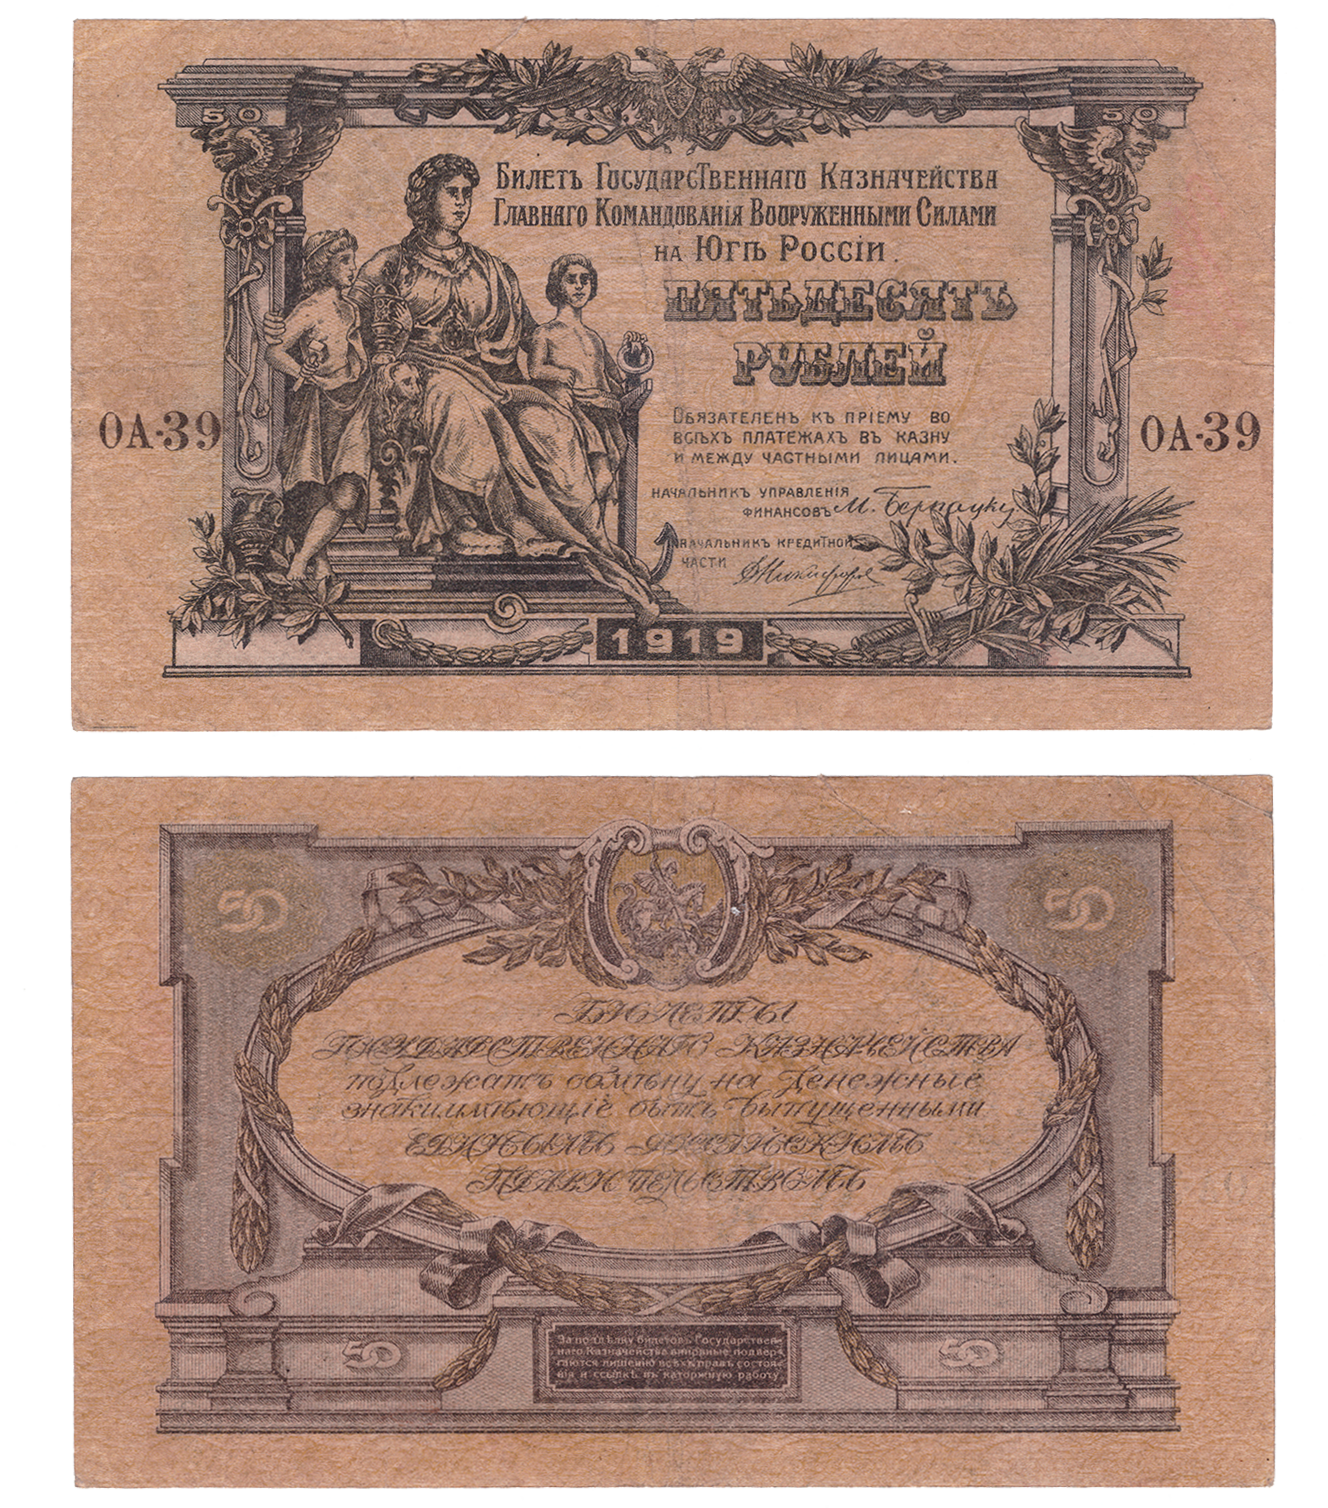 50
50
Билетъ Государственнаго Казначейства
Главнаго Командованія Вооруженными Силами
на Югѣ Россіи.
ПЯТЬДЕСЯТЪ
РУБЛЕЙ
Обязателенъ къ пріему во
всѣхъ платежахъ въ казну
и между частными лицами.
ОА-39
ОА-39
Начальникъ управленія
финансовъ М.
Начальникъ кредитной
части
1919
50
50
Билеты
Государственнаго Казначейства
подлежатъ обмѣну на денежные
знаки имѣющіе быть выпущенными
Единымъ Россійскимъ
Правительствомъ
50
50
За поддѣлку билетовъ Государствен-
наго Казначейства виновные подвер-
гаются лишенію всѣхъ правъ состоя-
нія и ссылкѣ въ каторжную работу.